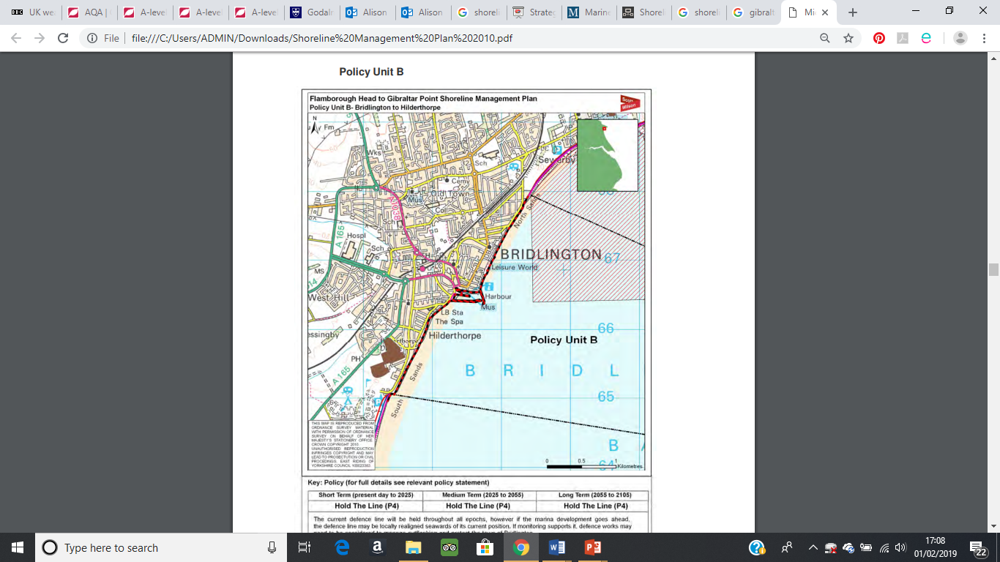 BBC UK we
AQA |
A-level
A-level
A-level
Godalr
Alison
Alison
shoreli
Strateg
Marine
Shorel
shoreli
gibralt
Mi
File file:///C:/Users/ADMIN/Downloads/Shoreline%20Management%20Plan%202010.pdf
Policy Unit B
Flamborough Head to Gibraltar Point Shoreline Management Plan
Policy Unit B- Bridlington to Hilderthorpe
Scott
Wilson
N
Fm
Wks
Sch
Sewerby
Cemy
Old Town
Mus
Coll
A1038
Sch
North Sands
A 165
Hospl
Sch
BRIDLINGTON
67
Leisure World
MS
West Hill
Harbour
Mus
LB Sta
The Spa
66
essingby
Hilderthorpe
Policy Unit B
PH
A 165
South Sands
B R I D L
65
B
64
0 0.5 1
Kilometres
THIS MAP IS REPRODUCED FROM
ORDNANCE SURVEY MATERIAL
WITH PERMISSION OF ORDNANCE
SURVEY ON BEHALF OF HER
MAJESTY'S STATIONERY OFFICE.
CROWN COPYRIGHT 2010
UNAUTHORISED REPRODUCTION
INFRINGES COPYRIGHT AND MAY
LEAD TO PROSECTUTION OR CIVIL
PROCEDINGS. EAST RIDING OF
YORKSHIRE COUNCIL 100023383
Key: Policy (for full details see relevant policy statement)
Short Term (present day to 2025) Medium Term (2025 to 2055) Long Term (2055 to 2105)
Hold The Line (P4) Hold The Line (P4) Hold The Line (P4)
The current defence line will be held throughout all epochs, however if the marina development goes ahead,
the defence line may be locally realigned seawards of its current position. If monitoring supports it, defence works may
Type here to search
17:08
01/02/2019
22